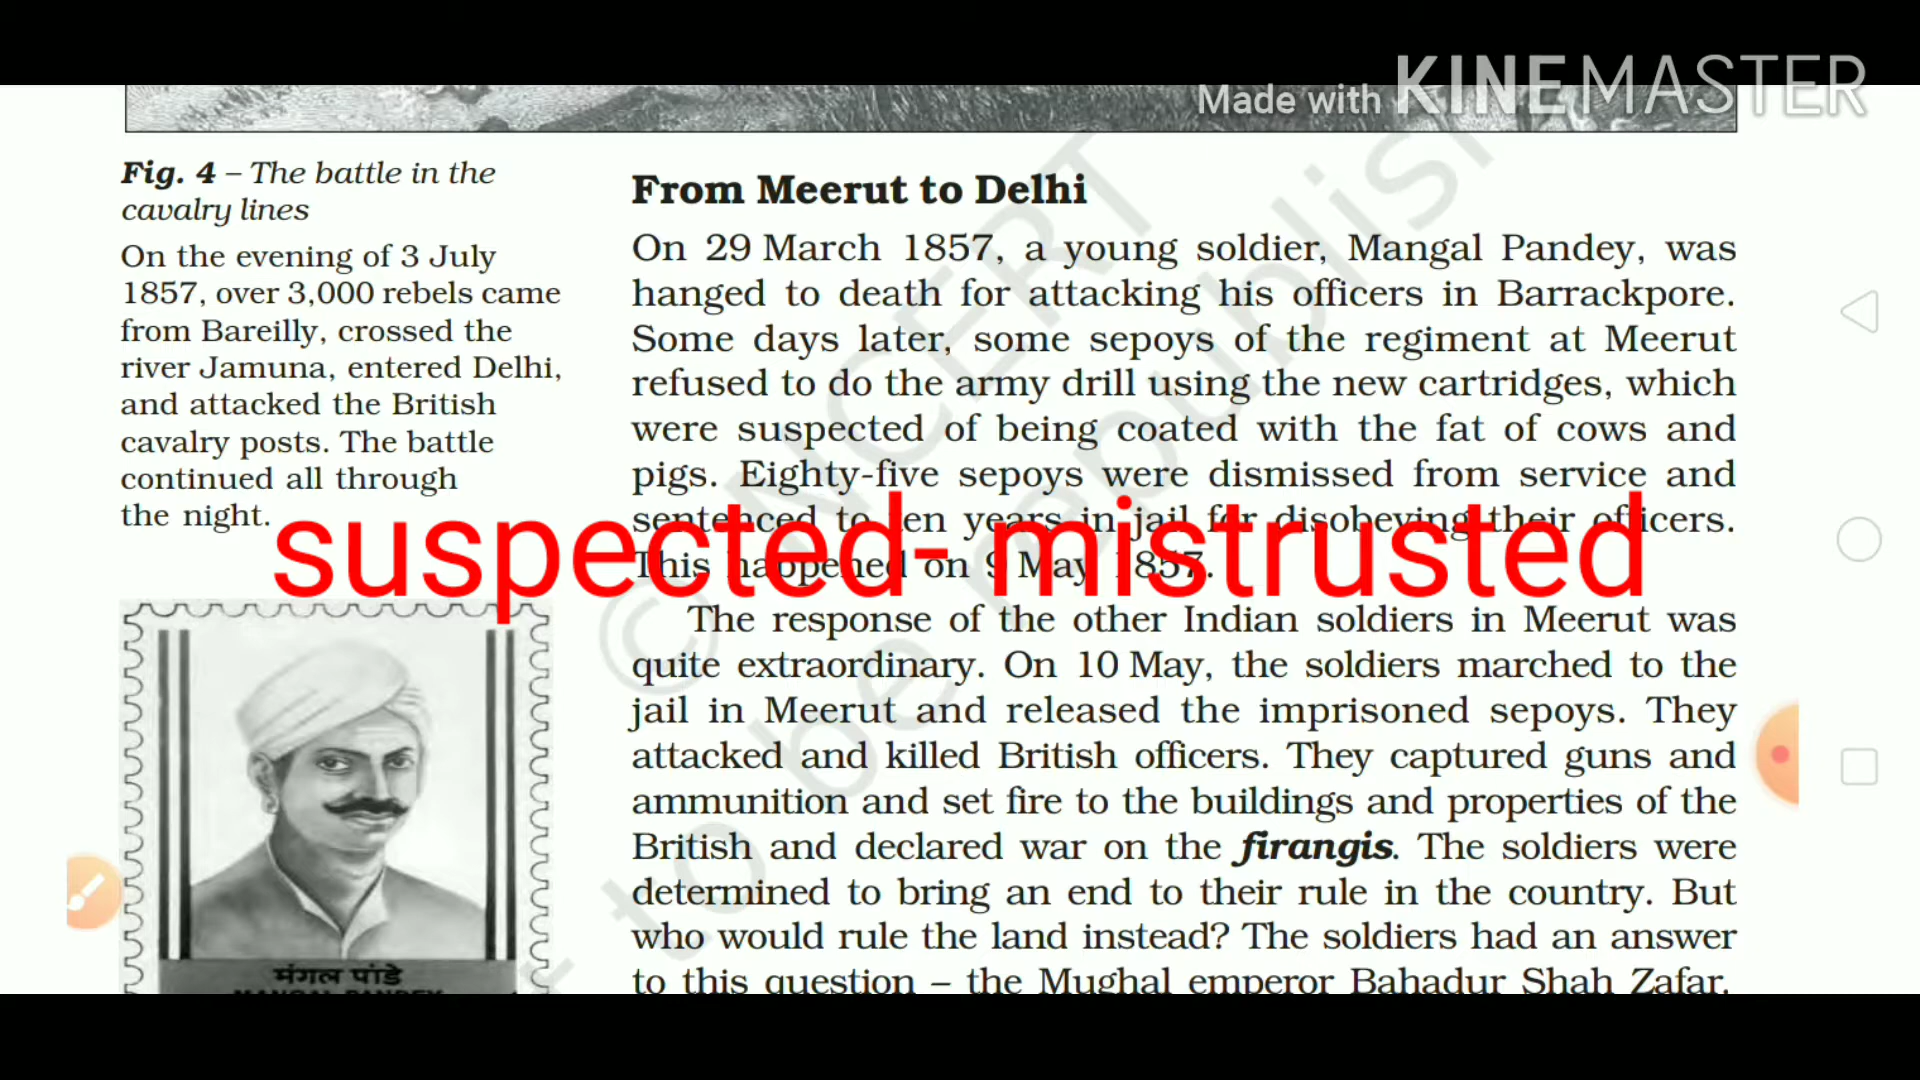 Made with KINEMASTER
Fig. 4 – The battle in the
cavalry lines
On the evening of 3 July
1857, over 3,000 rebels came
from Bareilly, crossed the
river Jamuna, entered Delhi,
and attacked the British
cavalry posts. The battle
continued all through
the night.
From Meerut to Delhi
On 29 March 1857, a young soldier, Mangal Pandey, was
hanged to death for attacking his officers in Barrackpore.
Some days later, some sepoys of the regiment at Meerut
refused to do the army drill using the new cartridges, which
were suspected of being coated with the fat of cows and
pigs. Eighty-five sepoys were dismissed from service and
sentenced to ten years in jail for disobeying their officers.
This happened on 9 May 1857.
suspected- mistrusted
The response of the other Indian soldiers in Meerut was
quite extraordinary. On 10 May, the soldiers marched to the
jail in Meerut and released the imprisoned sepoys. They
attacked and killed British officers. They captured guns and
ammunition and set fire to the buildings and properties of the
British and declared war on the firangis. The soldiers were
determined to bring an end to their rule in the country. But
who would rule the land instead? The soldiers had an answer
to this question – the Mughal emperor Bahadur Shah Zafar.
मंगल पांडे
MANGAL PANDEY
© NCERT
not to be republish